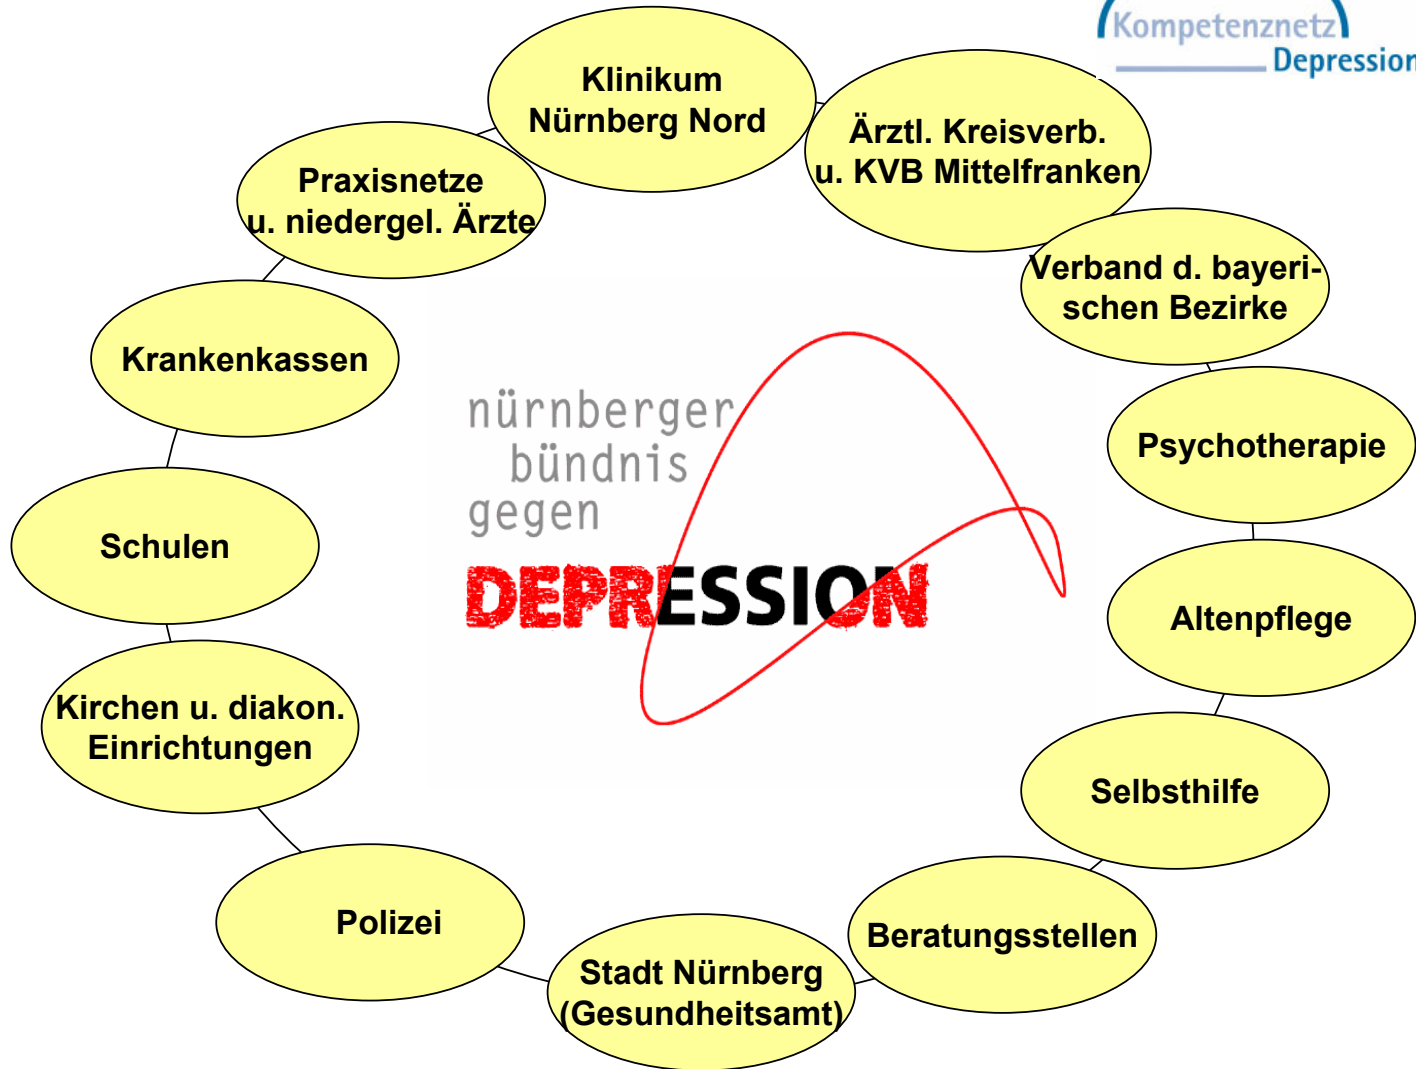 Kompetenznetz
Depression
Klinikum
Nürnberg Nord
Ärztl. Kreisverb.
u. KVB Mittelfranken
Verband d. bayeri-
schen Bezirke
Psychotherapie
Altenpflege
Selbsthilfe
Beratungsstellen
Stadt Nürnberg
(Gesundheitsamt)
Polizei
Kirchen u. diakon.
Einrichtungen
Schulen
Krankenkassen
Praxisnetze
u. niedergel. Ärzte
nürnberger
bündnis
gegen
DEPRESSION